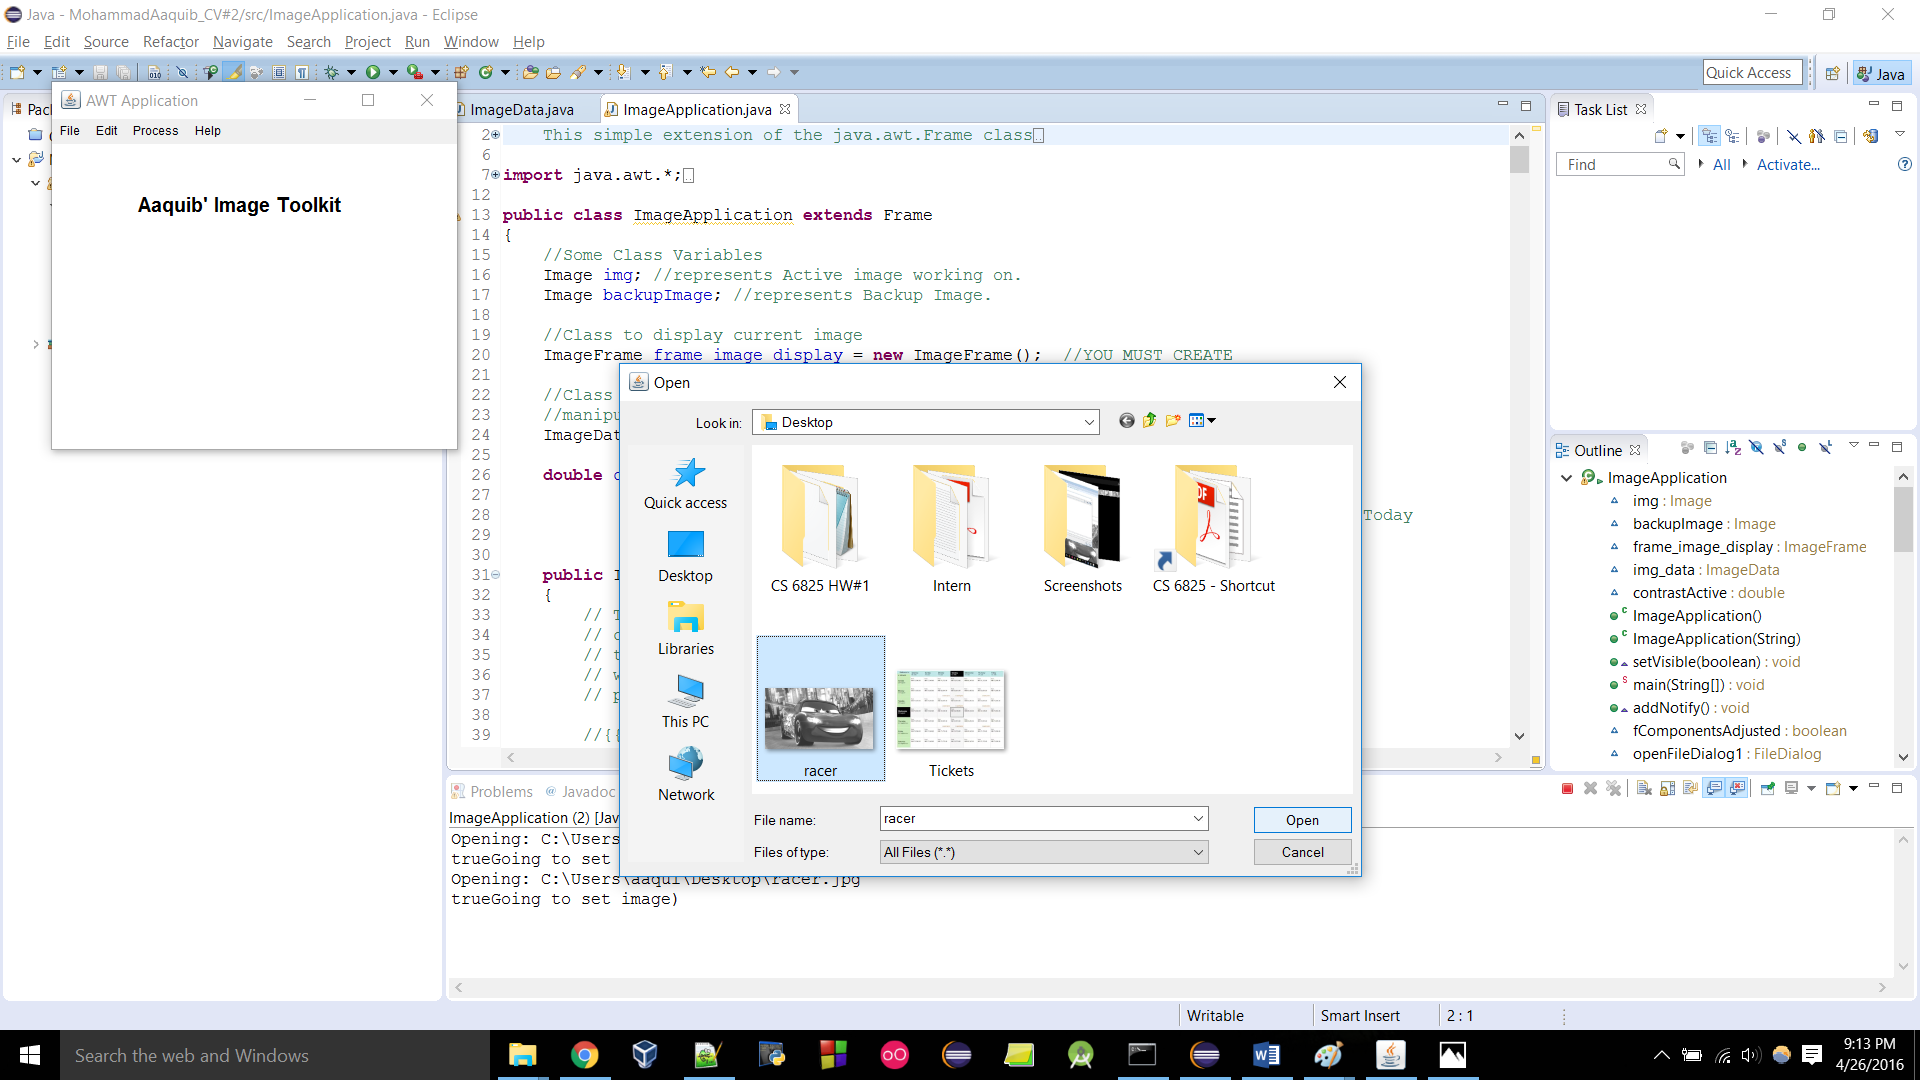 Java - MohammadAaquib_CV#2/src/ImageApplication.java - Eclipse
File Edit Source Refactor Navigate Search Project Run Window Help
Quick Access
Java
AWT Application
File Edit Process Help
Aaquib' Image Toolkit
ImageData.java
ImageApplication.java
2 This simple extension of the java.awt.Frame class
6
7 import java.awt.*;
12
13 public class ImageApplication extends Frame
14 {
15 //Some Class Variables
16 Image img; //represents Active image working on.
17 Image backupImage; //represents Backup Image.
18
19 //Class to display current image
20 ImageFrame frame_image_display = new ImageFrame(); //YOU MUST CREATE
21
22 //Class
23 //manipu
24 ImageDat
25
26 double
27
28 Today
29
30
31 public
32 {
33 //
34 //
35 //
36 //
37 //
38
39 //{{
Open
Look in: Desktop
Quick access
Desktop
Libraries
This PC
Network
CS 6825 HW#1
Intern
Screenshots
CS 6825 - Shortcut
racer
Tickets
File name: racer
Open
Files of type: All Files (*.*)
Cancel
Task List
Find
All
Activate...
Outline
ImageApplication
img : Image
backupImage : Image
frame_image_display : ImageFrame
img_data : ImageData
contrastActive : double
ImageApplication()
ImageApplication(String)
setVisible(boolean) : void
main(String[]) : void
addNotify() : void
fComponentsAdjusted : boolean
openFileDialog1 : FileDialog
Problems @ Javadoc
ImageApplication (2) [Jav
Opening: C:\Users
trueGoing to set
Opening: C:\Users\aaqui\Desktop\racer.jpg
trueGoing to set image)
Writable
Smart Insert
2 : 1
Search the web and Windows
9:13 PM
4/26/2016